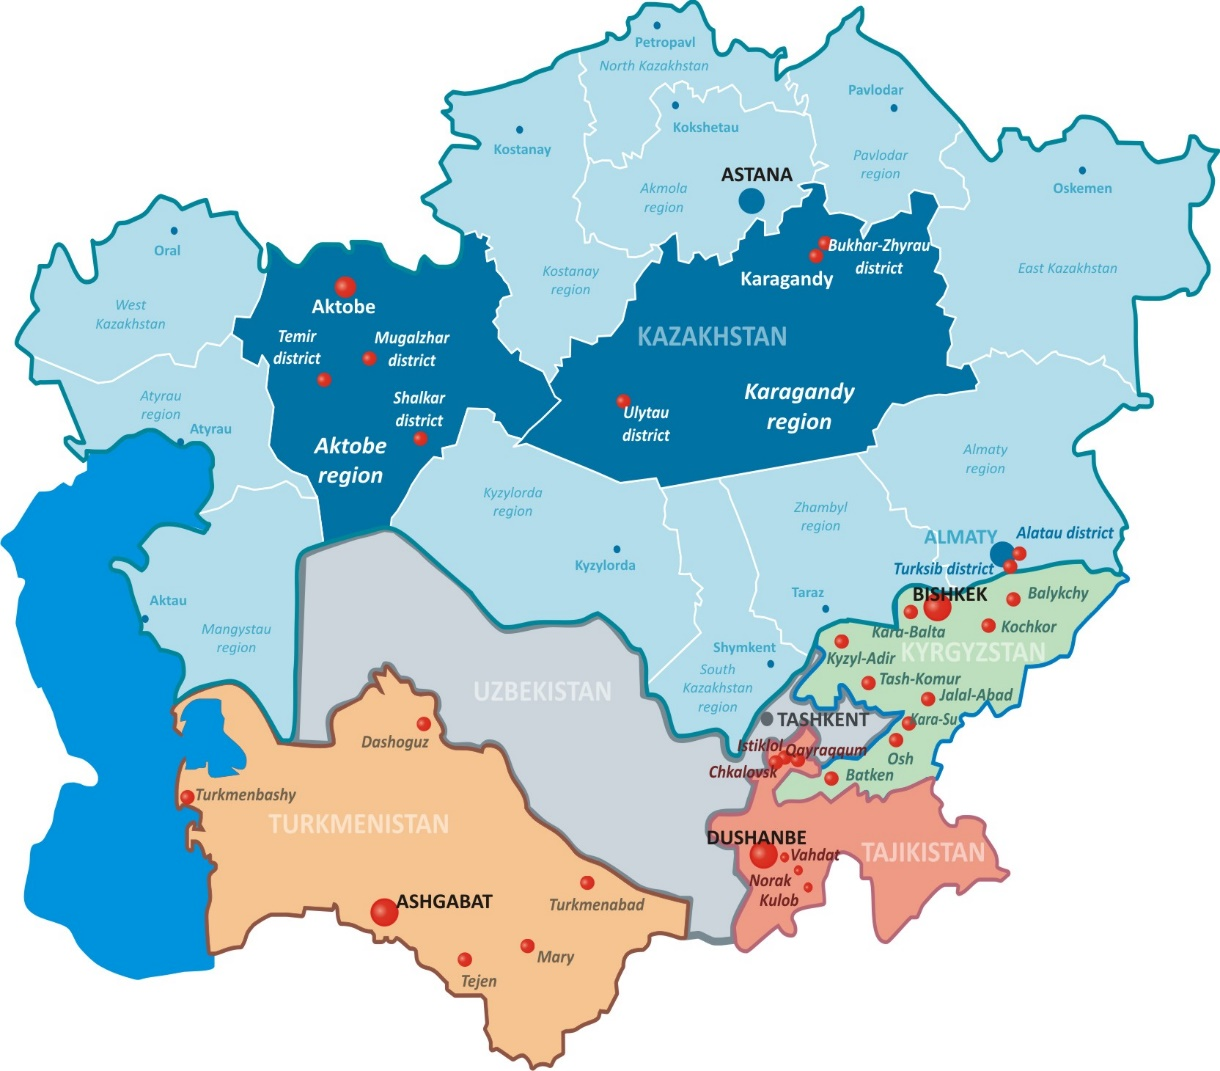 Petropavl
North Kazakhstan
Pavlodar
Kokshetau
Kostanay
Pavlodar
region
ASTANA
Akmola
region
Oskemen
Oral
Bukhar-Zhyrau
district
Kostanay
region
East Kazakhstan
Karagandy
Aktobe
West
Kazakhstan
KAZAKHSTAN
Temir
district
Mugalzhar
district
Karagandy
region
Shalkar
district
Ulytau
district
Atyrau
region
Atyrau
Aktobe
region
Almaty
region
Kyzylorda
region
Zhambyl
region
ALMATY
Alatau district
Turksib district
Kyzylorda
Aktau
Taraz
BISHKEK
Balykchy
Mangystau
region
Kara-Balta
Kochkor
Shymkent
KYRGYZSTAN
Kyzyl-Adir
South
Kazakhstan
region
Tash-Komur
UZBEKISTAN
Jalal-Abad
TASHKENT
Kara-Su
Dashoguz
Istiklol
Qayraqqum
Osh
Chkalovsk
Batken
Turkmenbashy
TURKMENISTAN
DUSHANBE
Vahdat
TAJIKISTAN
Norak
Kulob
ASHGABAT
Turkmenabad
Mary
Tejen